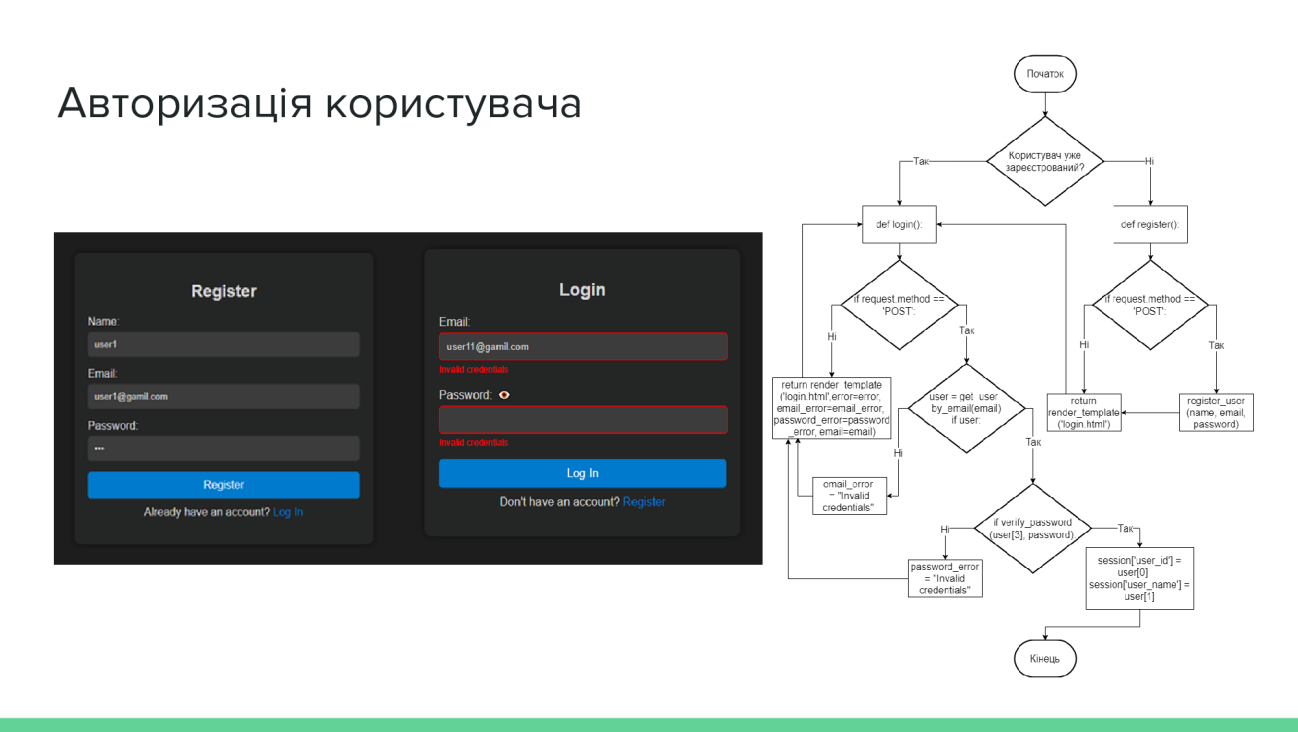 Авторизація користувача
Register
Name:
user1
Email:
user1@gamil.com
Password:
Register
Already have an account? Log In
Login
Email:
user11@gamil.com
Invalid credentials
Password:
Invalid credentials
Log In
Don't have an account? Register
Початок
Користувач уже
зареєстрований?
Так
Ні
def login():
def register():
if request.method ==
'POST':
if request.method ==
'POST':
Ні
Так
Ні
Так
return render_template
('login.html',error=error,
email_error=email_error,
password_error=password
_error, email=email)
user = get_user_
by_email(email)
if user:
return
render_template
('login.html')
register_user
(name, email,
password)
Ні
Так
email_error
= "Invalid
credentials"
if verify_password
(user[3], password):
Ні
Так
password_error
= "Invalid
credentials"
session['user_id'] =
user[0]
session['user_name'] =
user[1]
Кінець